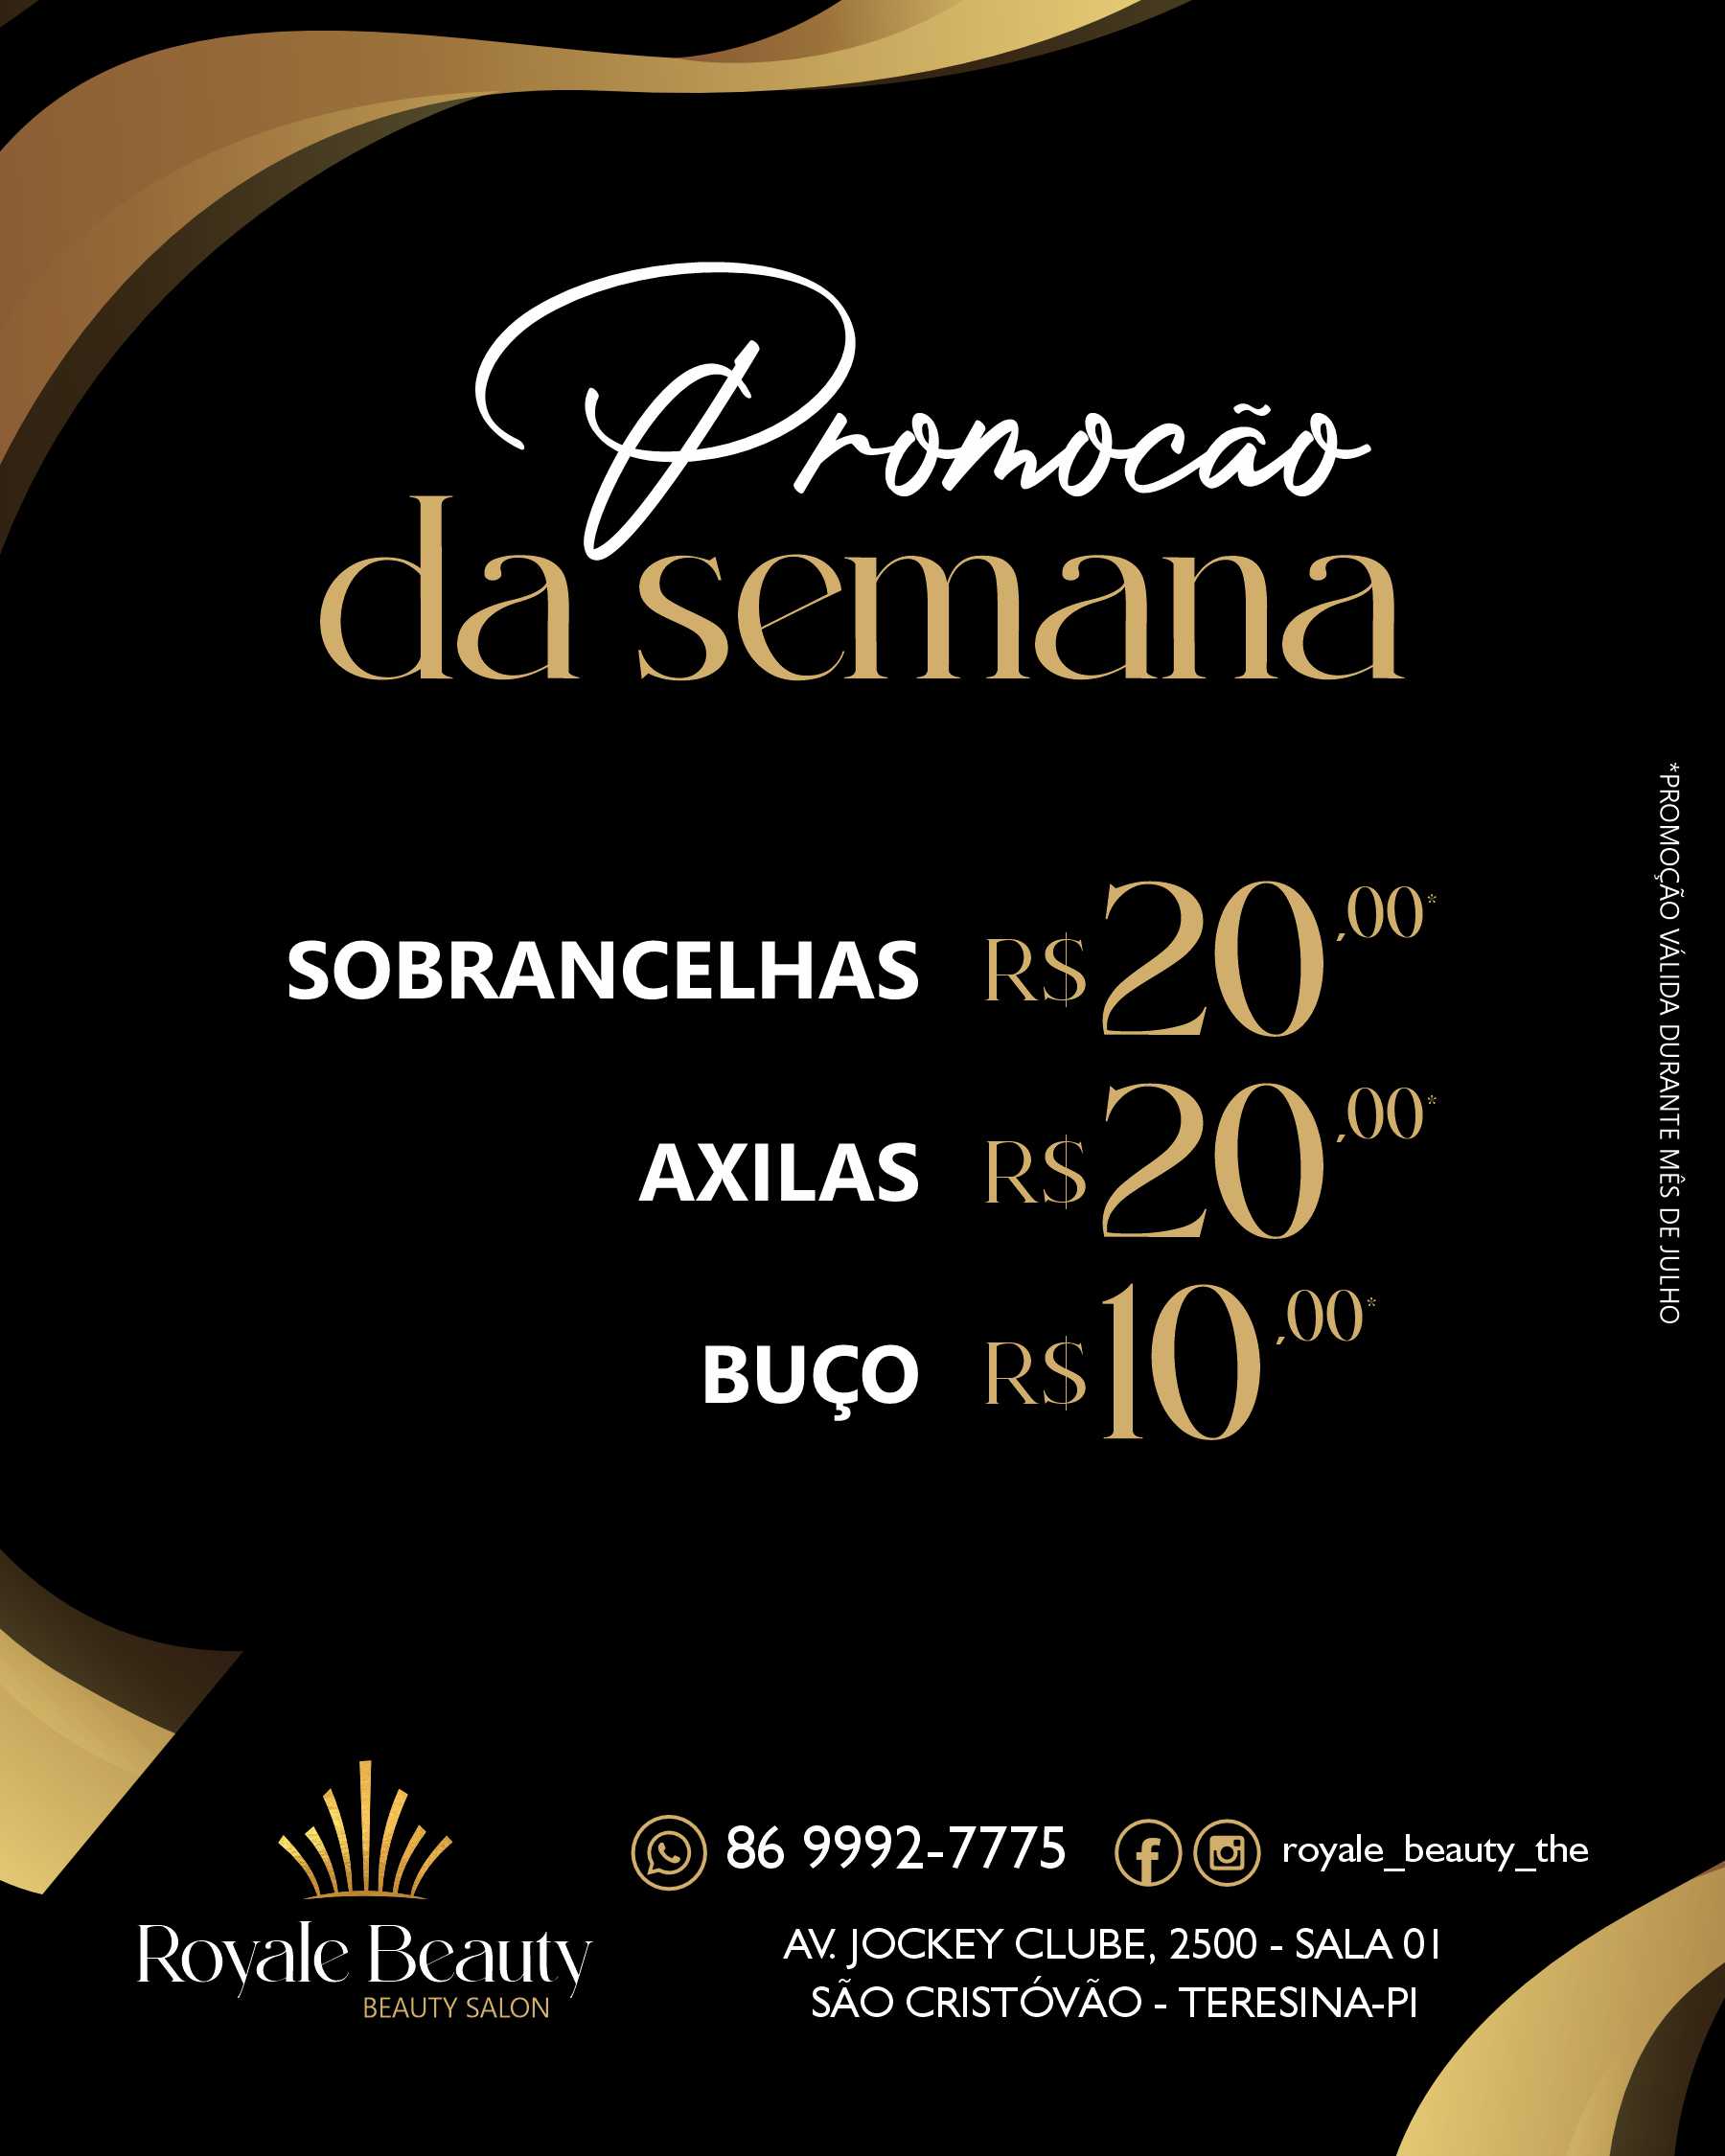 Promocão
da semana
SOBRANCELHAS R$20,00*
AXILAS R$20,00*
BUÇO R$10,00*
*PROMOÇÃO VÁLIDA DURANTE MÊS DE JULHO
Royale Beauty
BEAUTY SALON
86 9992-7775 royale_beauty_the
AV. JOCKEY CLUBE, 2500 - SALA 01
SÃO CRISTÓVÃO - TERESINA-PI